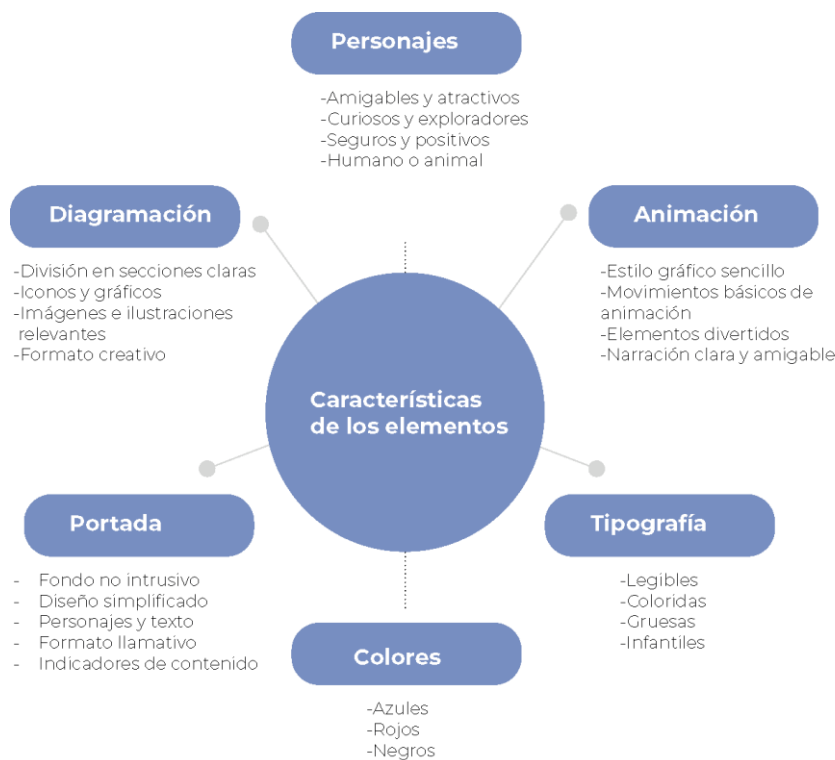 Personajes
-Amigables y atractivos
-Curiosos y exploradores
-Seguros y positivos
-Humano o animal
Diagramación
-División en secciones claras
-Iconos y gráficos
-Imágenes e ilustraciones
relevantes
-Formato creativo
Animación
-Estilo gráfico sencillo
-Movimientos básicos de
animación
-Elementos divertidos
-Narración clara y amigable
Características
de los elementos
Portada
- Fondo no intrusivo
- Diseño simplificado
- Personajes y texto
- Formato llamativo
- Indicadores de contenido
Tipografía
-Legibles
-Coloridas
-Gruesas
-Infantiles
Colores
-Azules
-Rojos
-Negros